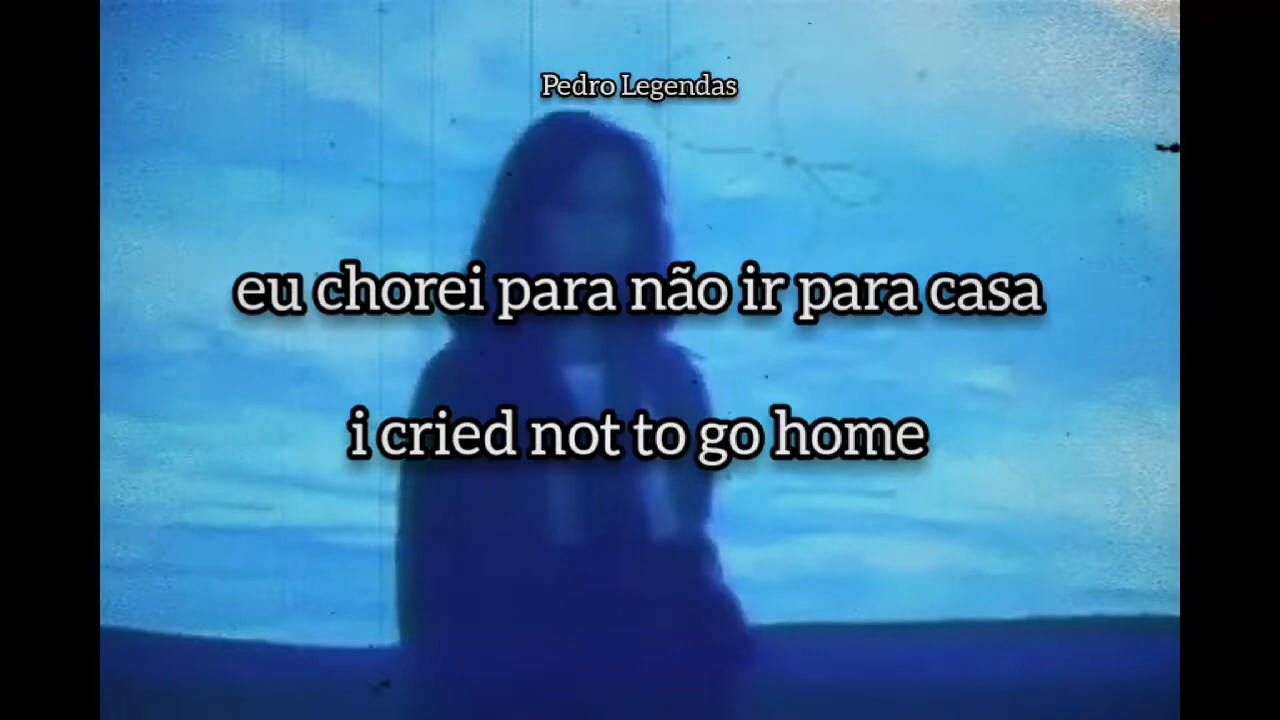 Pedro Legendas
eu chorei para não ir para casa
i cried not to go home